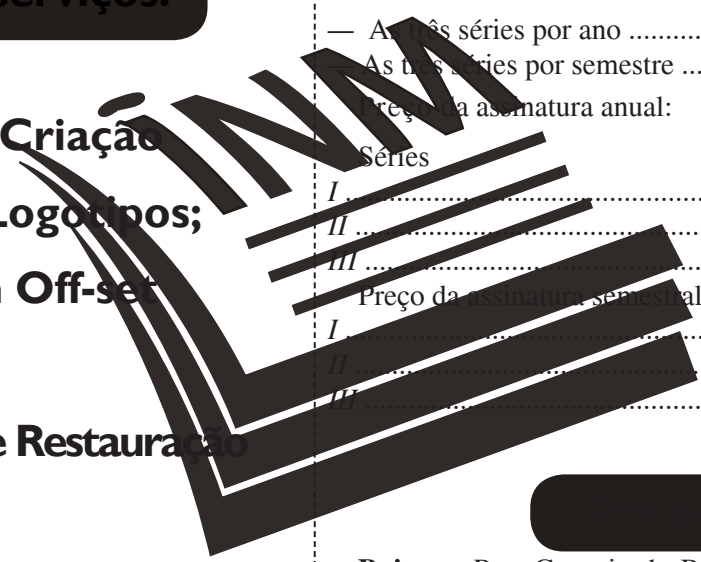 serviços:
Criação
Logotipos;
Off-set
e Restauração
— As três séries por ano ..........
— As três séries por semestre ...
Preço da assinatura anual:
Séries
I ..........
II ..........
III ..........
Preço da assinatura semestral
I ..........
II ..........
III ..........
INM